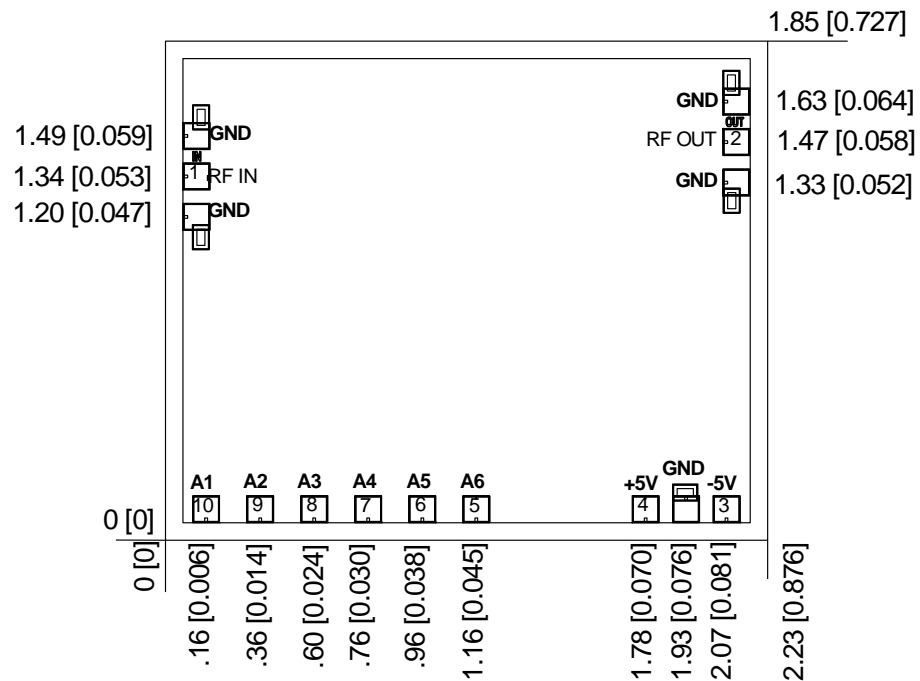 1.85 [0.727]
GND
1.63 [0.064]
OUT
1.49 [0.059]
GND
RF OUT
2
1.47 [0.058]
IN
1.34 [0.053]
1
RF IN
GND
1.33 [0.052]
1.20 [0.047]
GND
GND
A1
A2
A3
A4
A5
A6
+5V
-5V
10
9
8
7
6
5
4
3
0 [0]
0 [0]
.16 [0.006]
.36 [0.014]
.60 [0.024]
.76 [0.030]
.96 [0.038]
1.16 [0.045]
1.78 [0.070]
1.93 [0.076]
2.07 [0.081]
2.23 [0.876]